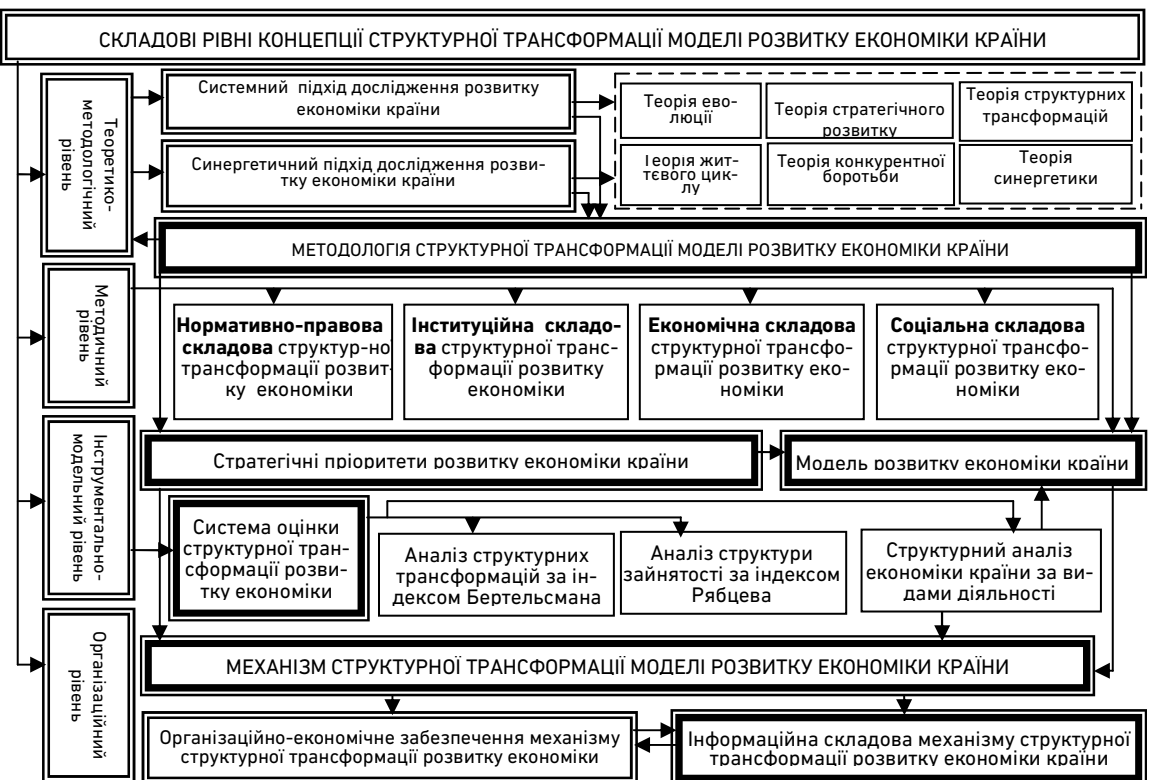 СКЛАДОВІ РІВНІ КОНЦЕПЦІЇ СТРУКТУРНОЇ ТРАНСФОРМАЦІЇ МОДЕЛІ РОЗВИТКУ ЕКОНОМІКИ КРАЇНИ
Теоретико-
методологічний
рівень
Системний підхід дослідження розвитку
економіки країни
Синергетичний підхід дослідження розви-
тку економіки країни
Теорія ево-
люції
Теорія стратегічного
розвитку
Теорія структурних
трансформацій
Теорія жит-
тєвого цик-
лу
Теорія конкурентної
боротьби
Теорія
синергетики
МЕТОДОЛОГІЯ СТРУКТУРНОЇ ТРАНСФОРМАЦІЇ МОДЕЛІ РОЗВИТКУ ЕКОНОМІКИ КРАЇНИ
Методичний
рівень
Нормативно-правова
складова структур-ної
трансформації розвит-
ку економіки
Інституційна складо-
ва структурної транс-
формації розвитку
економіки
Економічна складова
структурної трансфо-
рмації розвитку еко-
номіки
Соціальна складова
структурної трансфо-
рмації розвитку еко-
номіки
Інструментально-
модельний рівень
Стратегічні пріоритети розвитку економіки країни
Модель розвитку економіки країни
Система оцінки
структурної тран-
сформації розви-
тку економіки
Аналіз структурних
трансформацій за ін-
дексом Бертельсмана
Аналіз структури
зайнятості за індексом
Рябцева
Структурний аналіз
економіки країни за ви-
дами діяльності
Організаційний
рівень
МЕХАНІЗМ СТРУКТУРНОЇ ТРАНСФОРМАЦІЇ МОДЕЛІ РОЗВИТКУ ЕКОНОМІКИ КРАЇНИ
Організаційно-економічне забезпечення механізму
структурної трансформації розвитку економіки
Інформаційна складова механізму структурної
трансформації розвитку економіки країни